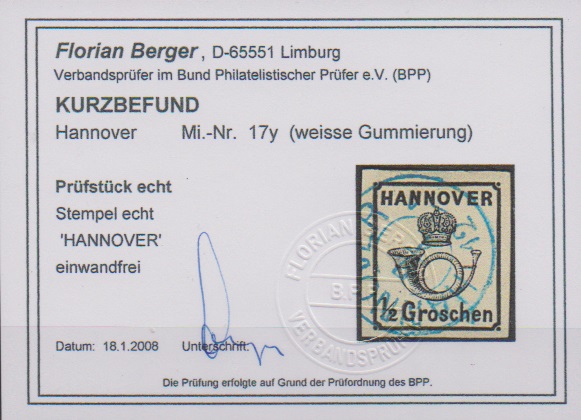 Florian Berger , D-65551 Limburg
Verbandsprüfer im Bund Philatelistischer Prüfer e.V. (BPP)
KURZBEFUND
Hannover Mi.-Nr. 17y (weisse Gummierung)
Prüfstück echt
Stempel echt
'HANNOVER'
einwandfrei
HANNOVER
½ Groschen
FLORIAN BERGER
B.P.P.
VERBANDSPRÜFER
Datum: 18.1.2008 Unterschrift:
Die Prüfung erfolgte auf Grund der Prüfordnung des BPP.